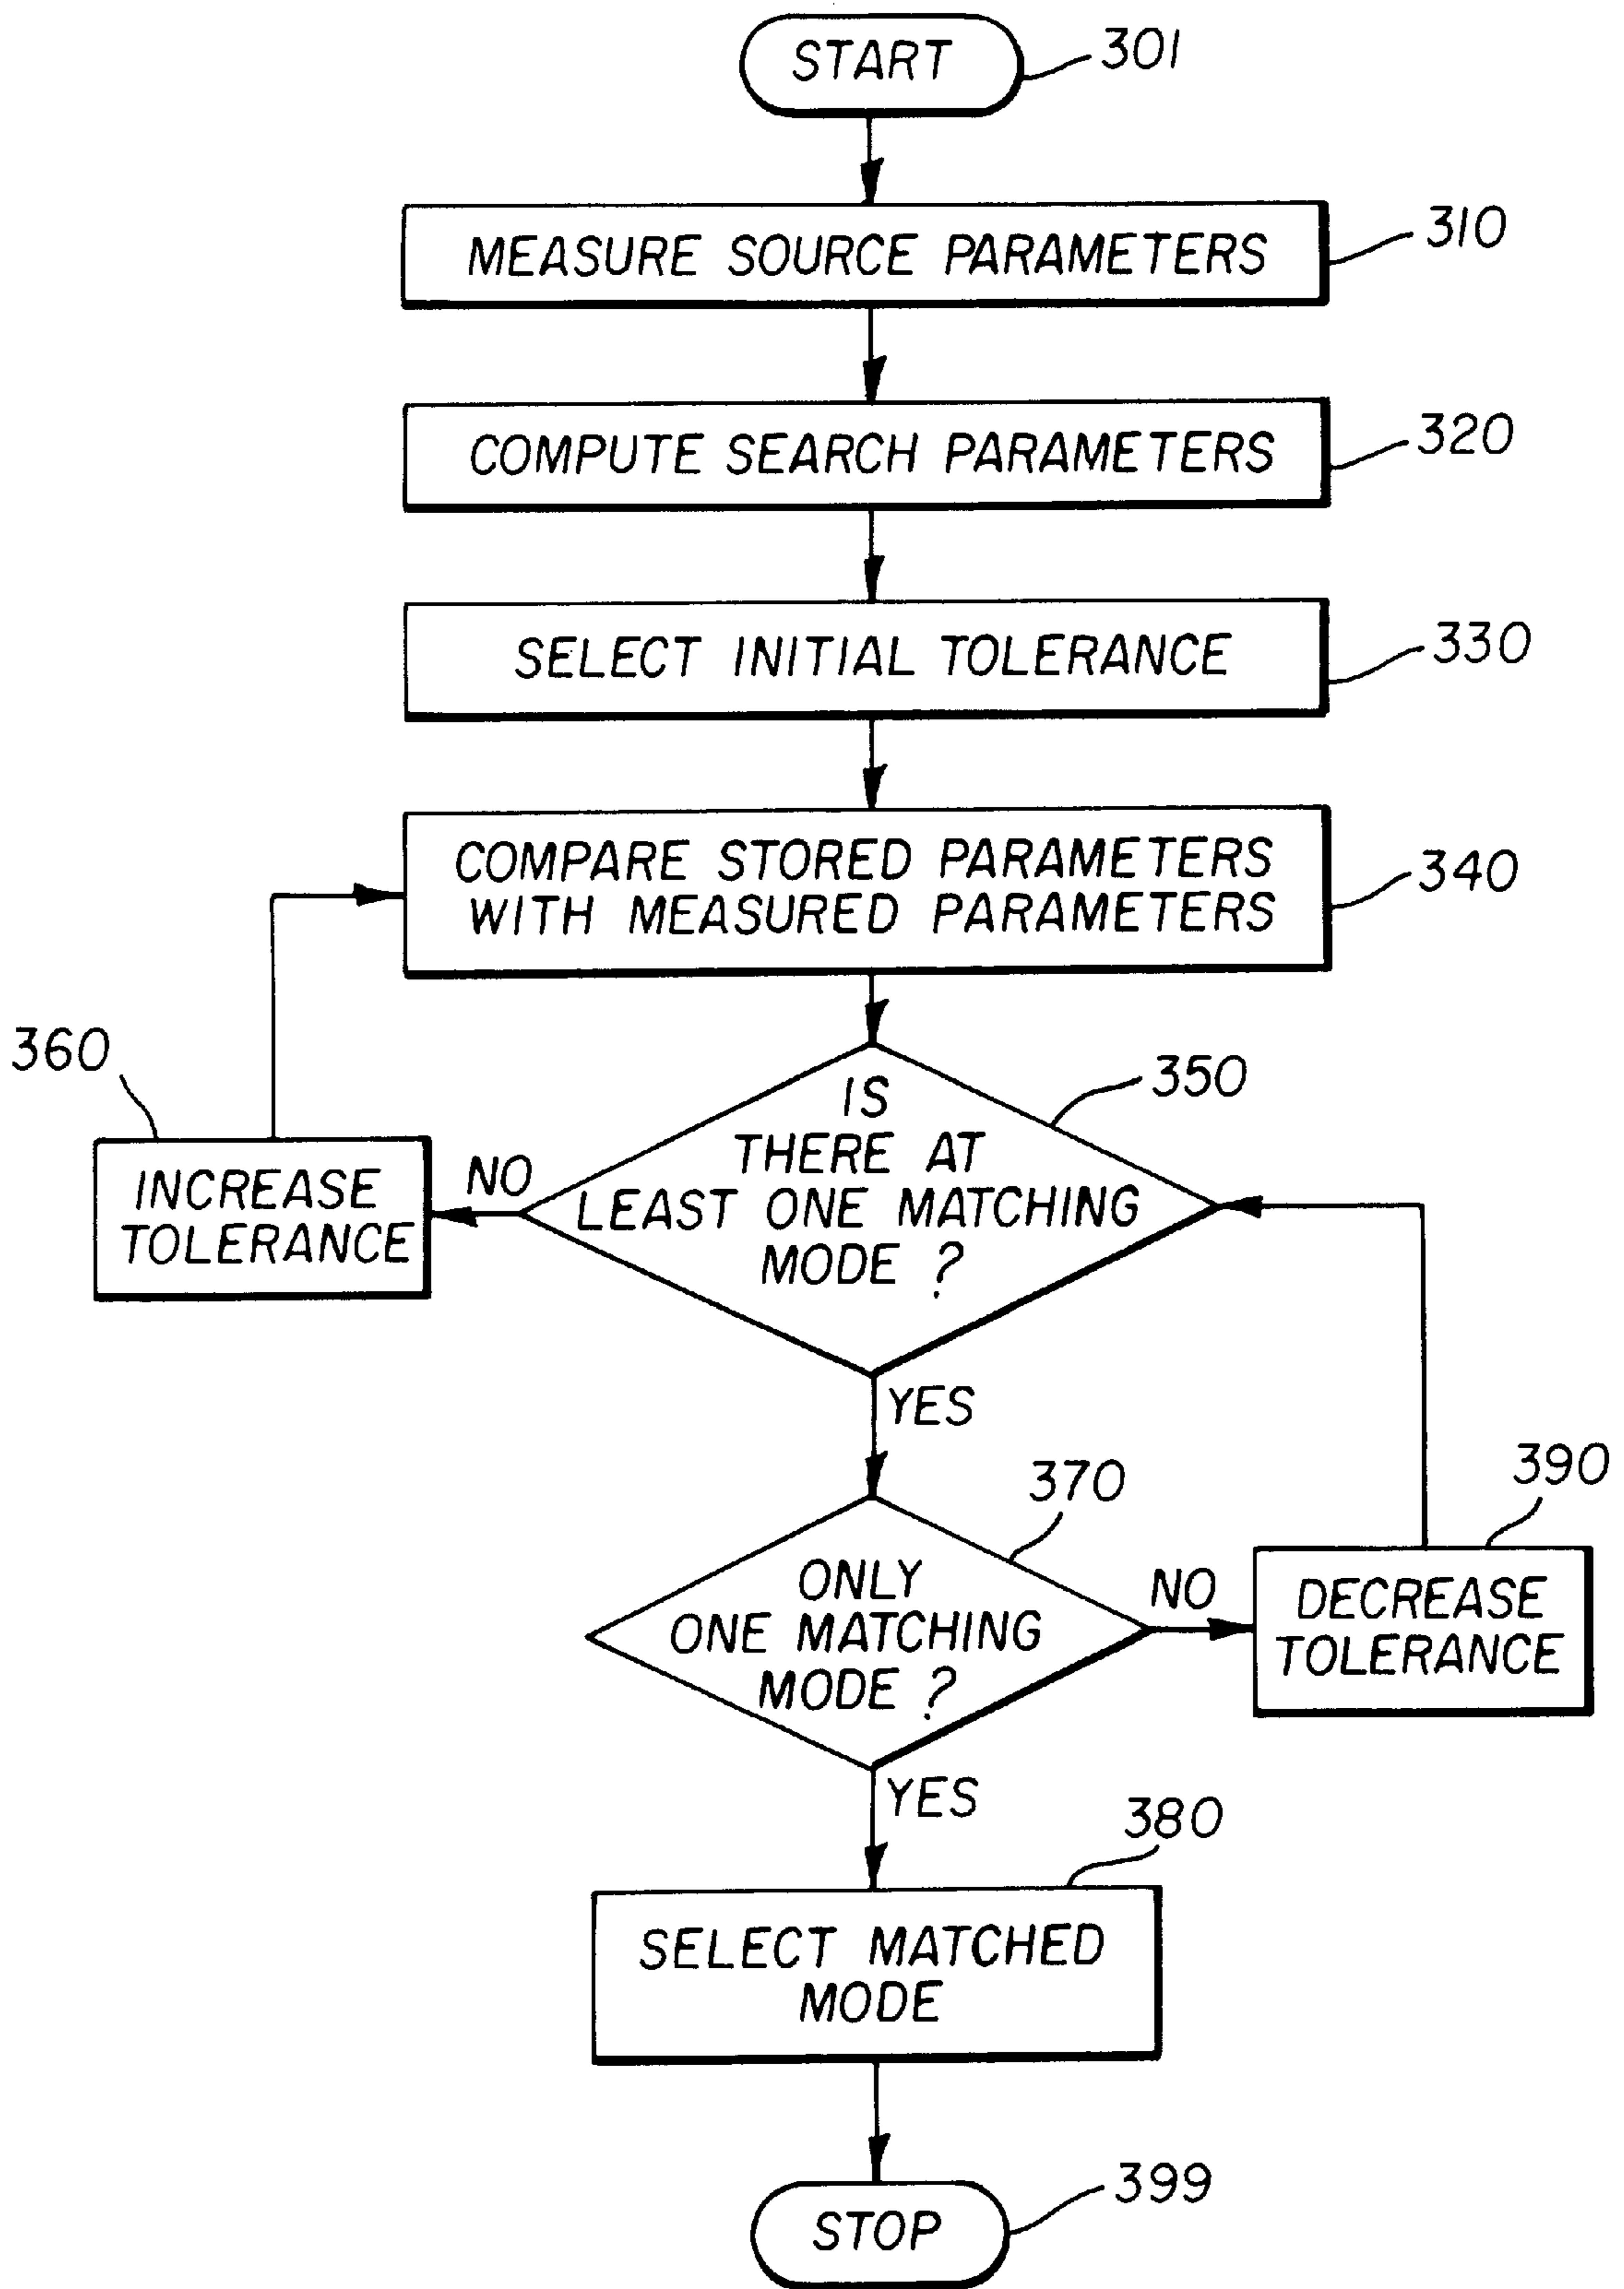 START
301
MEASURE SOURCE PARAMETERS
310
COMPUTE SEARCH PARAMETERS
320
SELECT INITIAL TOLERANCE
330
COMPARE STORED PARAMETERS
WITH MEASURED PARAMETERS
340
360
INCREASE
TOLERANCE
NO
IS
THERE AT
LEAST ONE MATCHING
MODE ?
350
YES
370
ONLY
ONE MATCHING
MODE ?
NO
390
DECREASE
TOLERANCE
YES
380
SELECT MATCHED
MODE
STOP
399